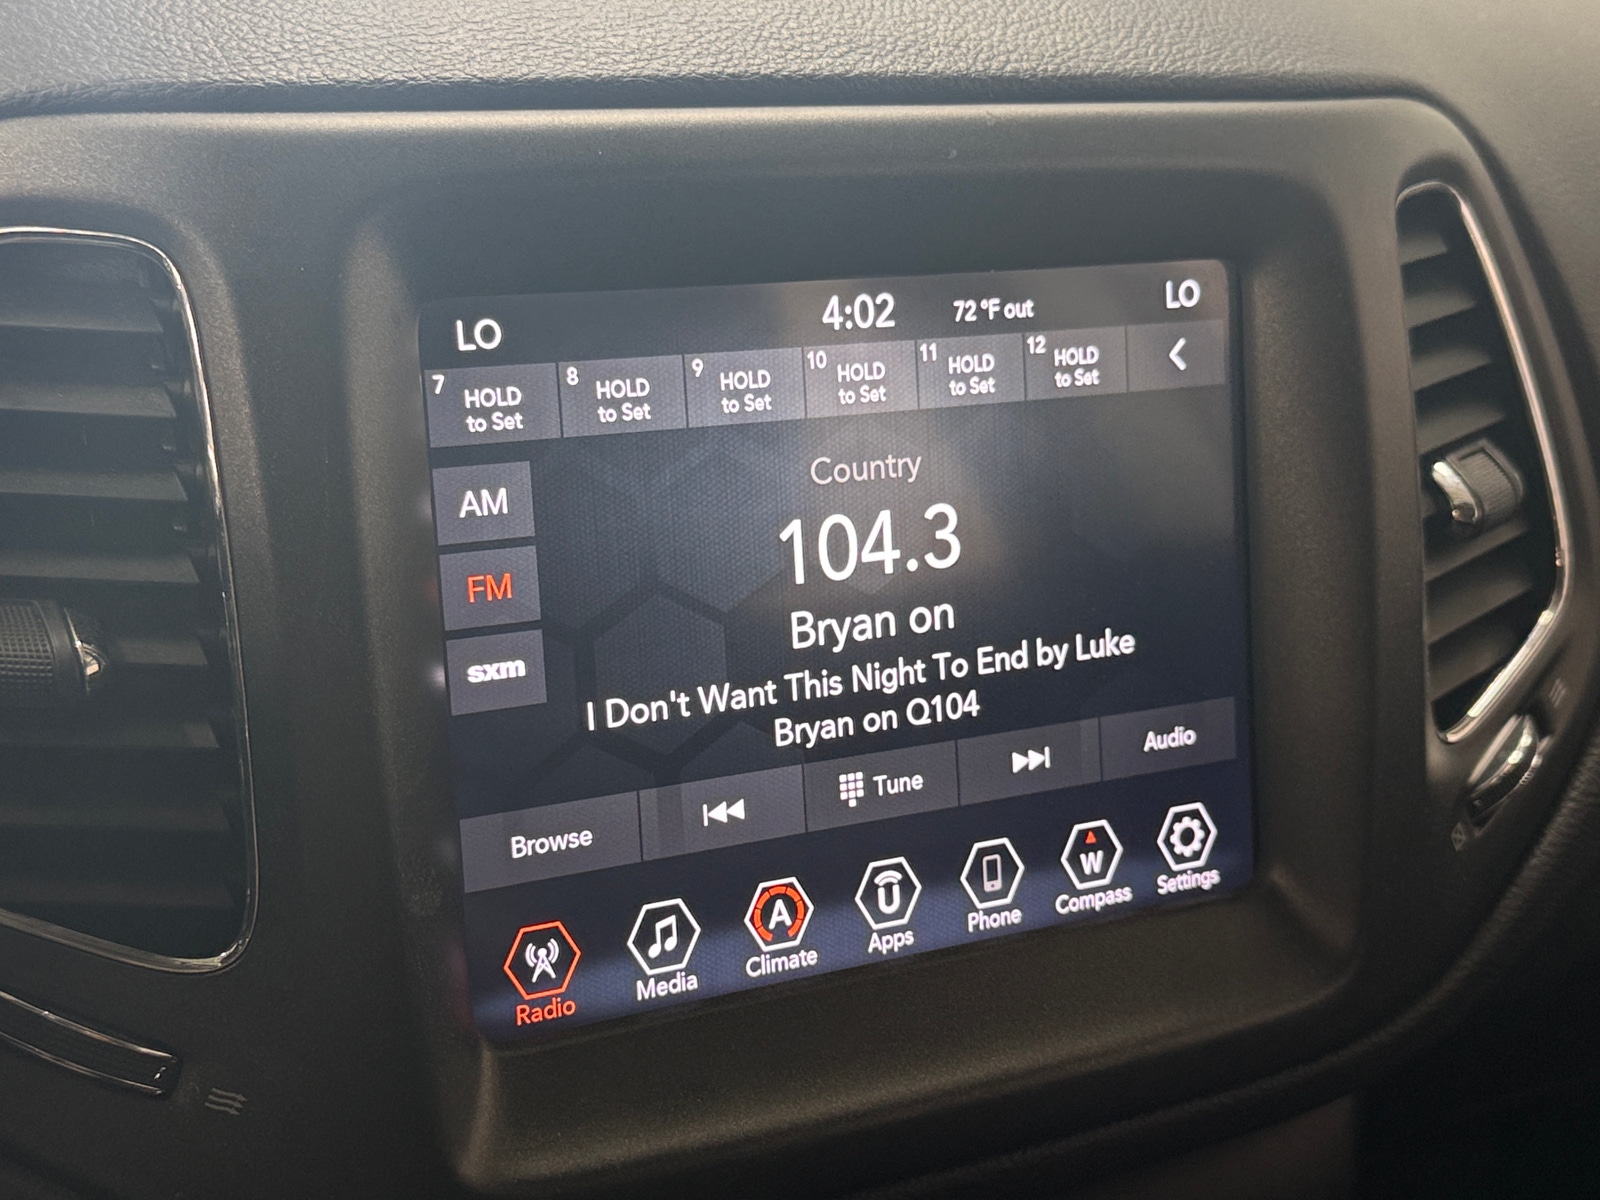 LO 4:02 72°F out LO
7 HOLD to Set
8 HOLD to Set
9 HOLD to Set
10 HOLD to Set
11 HOLD to Set
12 HOLD to Set
AM
FM
sxm
Country
104.3
Bryan on
I Don't Want This Night To End by Luke
Bryan on Q104
Browse
Tune
Audio
Radio
Media
A
Climate
U
Apps
Phone
W
Compass
Settings